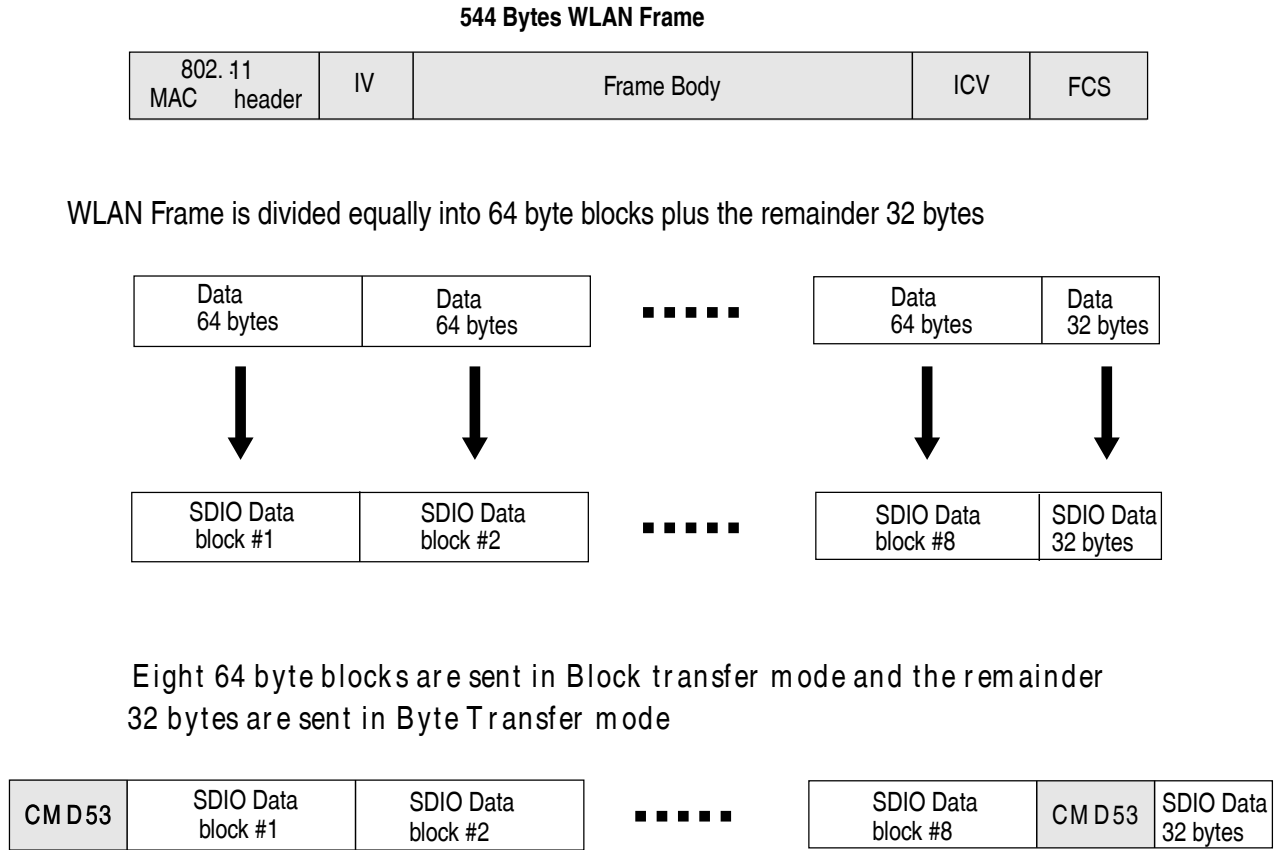 544 Bytes WLAN Frame
802. 11
MAC header
IV
Frame Body
ICV
FCS
WLAN Frame is divided equally into 64 byte blocks plus the remainder 32 bytes
Data
64 bytes
Data
64 bytes
Data
64 bytes
Data
32 bytes
SDIO Data
block #1
SDIO Data
block #2
SDIO Data
block #8
SDIO Data
32 bytes
Eight 64 byte blocks are sent in Block transfer mode and the remainder
32 bytes are sent in Byte Transfer mode
CMD53
SDIO Data
block #1
SDIO Data
block #2
SDIO Data
block #8
CMD53
SDIO Data
32 bytes